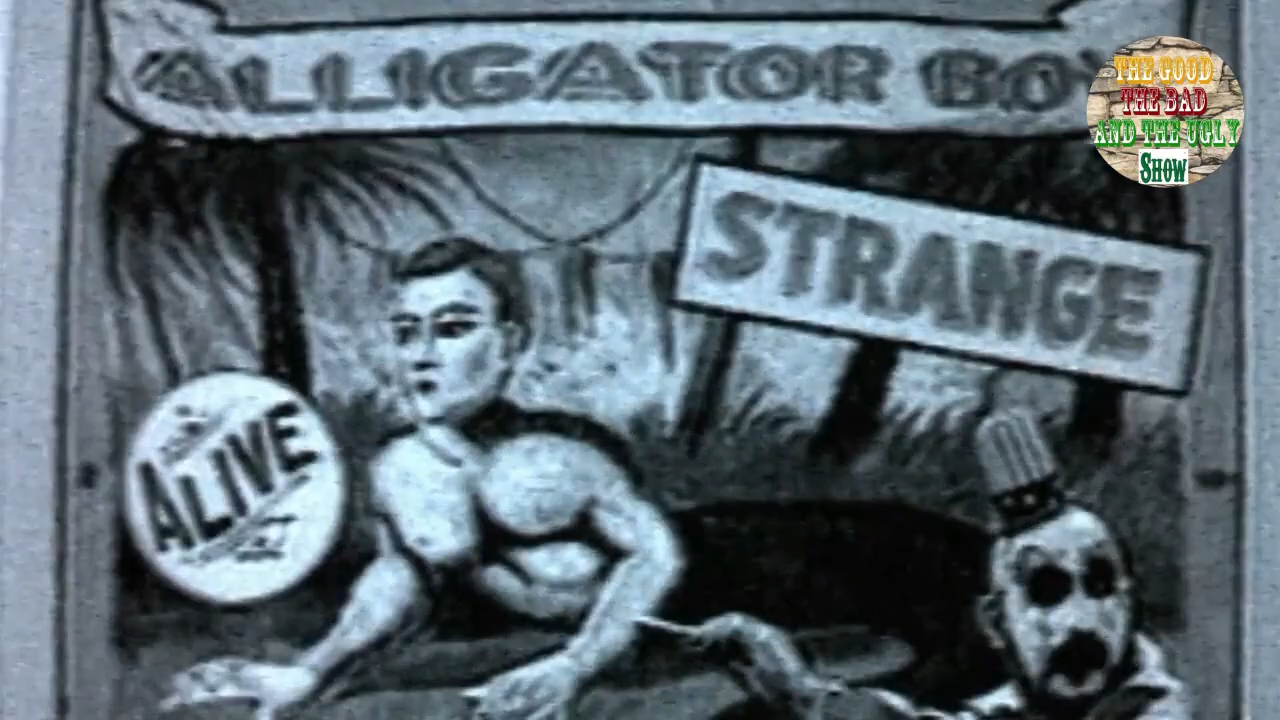 ALLIGATOR BO
STRANGE
ALIVE
THE GOOD
THE BAD
AND THE UGLY
SHOW